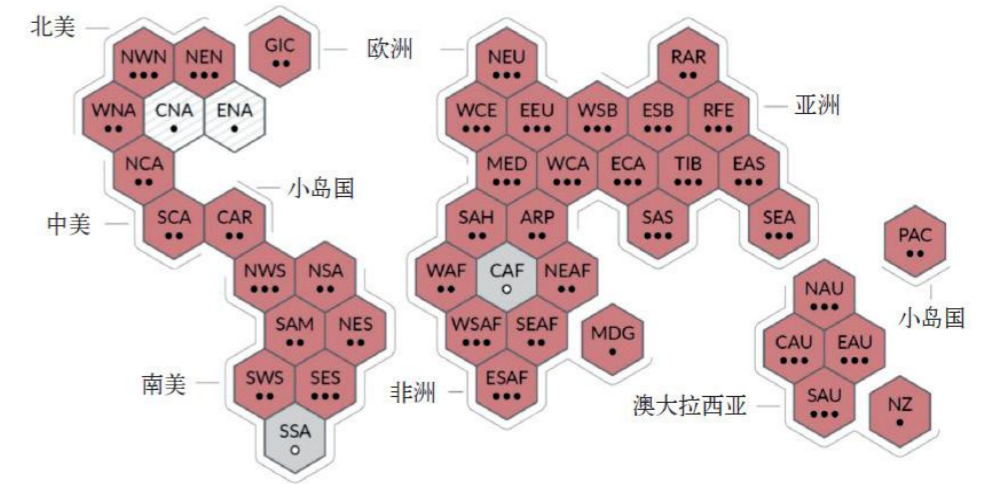 北美
NWN
NEN
GIC
欧洲
NEU
RAR
WNA
CNA
ENA
WCE
EEU
WSB
ESB
RFE
亚洲
NCA
MED
WCA
ECA
TIB
EAS
小岛国
中美
SCA
CAR
SAH
ARP
SAS
SEA
PAC
NWS
NSA
WAF
CAF
NEAF
NAU
小岛国
SAM
NES
WSAF
SEAF
MDG
CAU
EAU
南美
SWS
SES
非洲
ESAF
澳大拉西亚
SAU
NZ
SSA